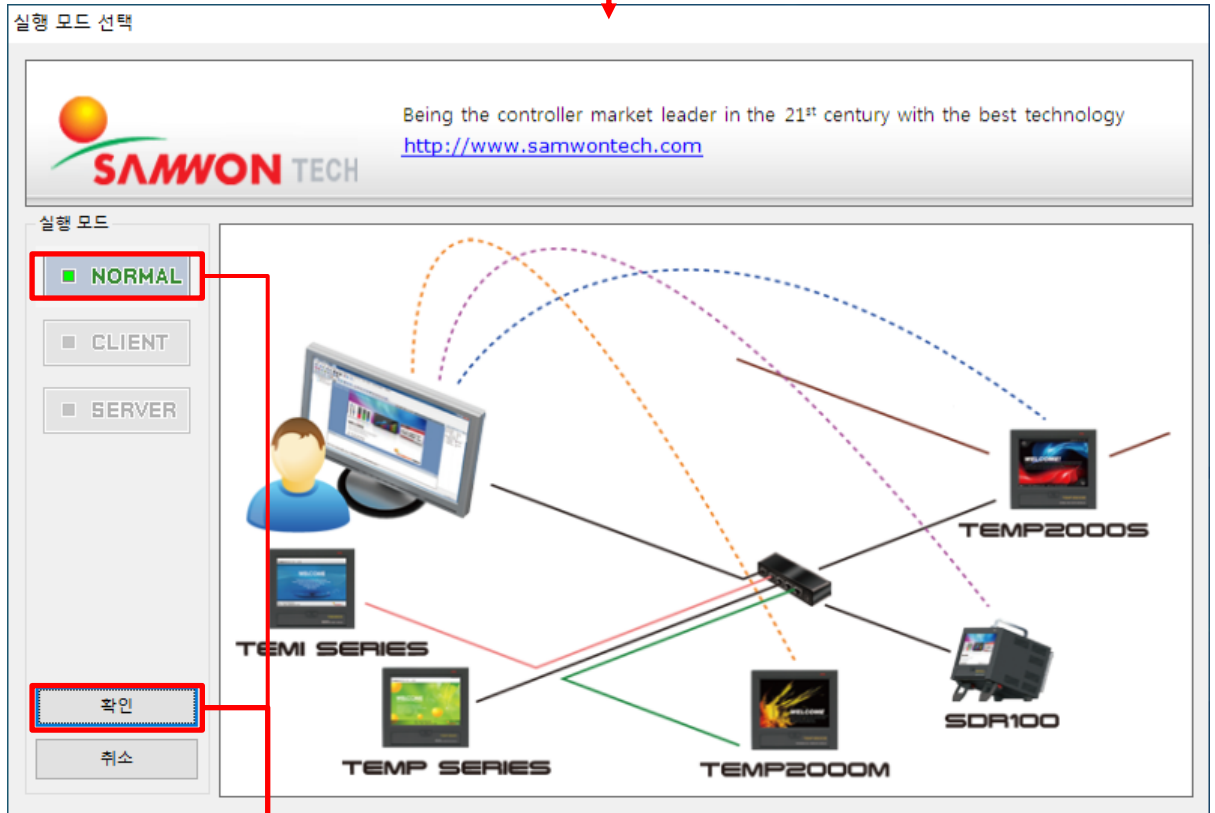 실행 모드 선택
SAMWON TECH
Being the controller market leader in the 21st century with the best technology
http://www.samwontech.com
실행 모드
NORMAL
CLIENT
SERVER
확인
취소
TEMP2000S
TEMI SERIES
SDR100
TEMP SERIES
TEMP2000M